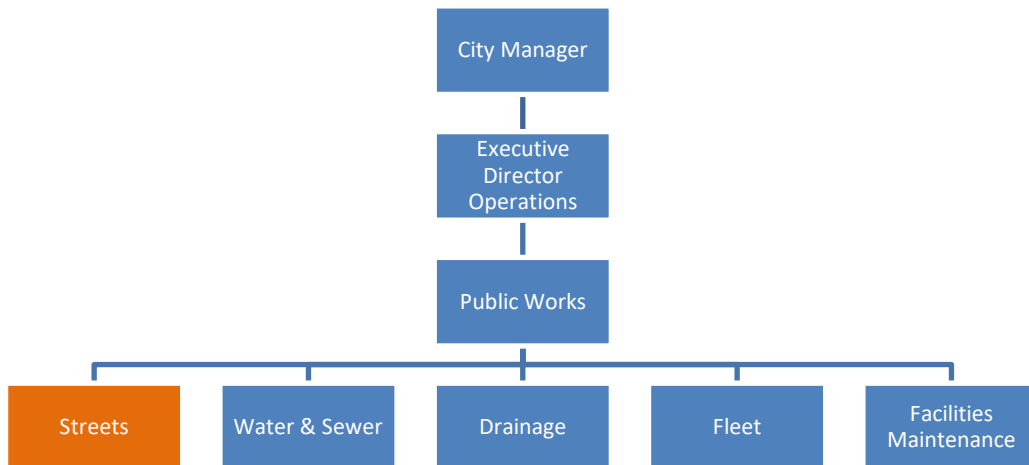 City Manager
Executive
Director
Operations
Public Works
Streets
Water & Sewer
Drainage
Fleet
Facilities
Maintenance